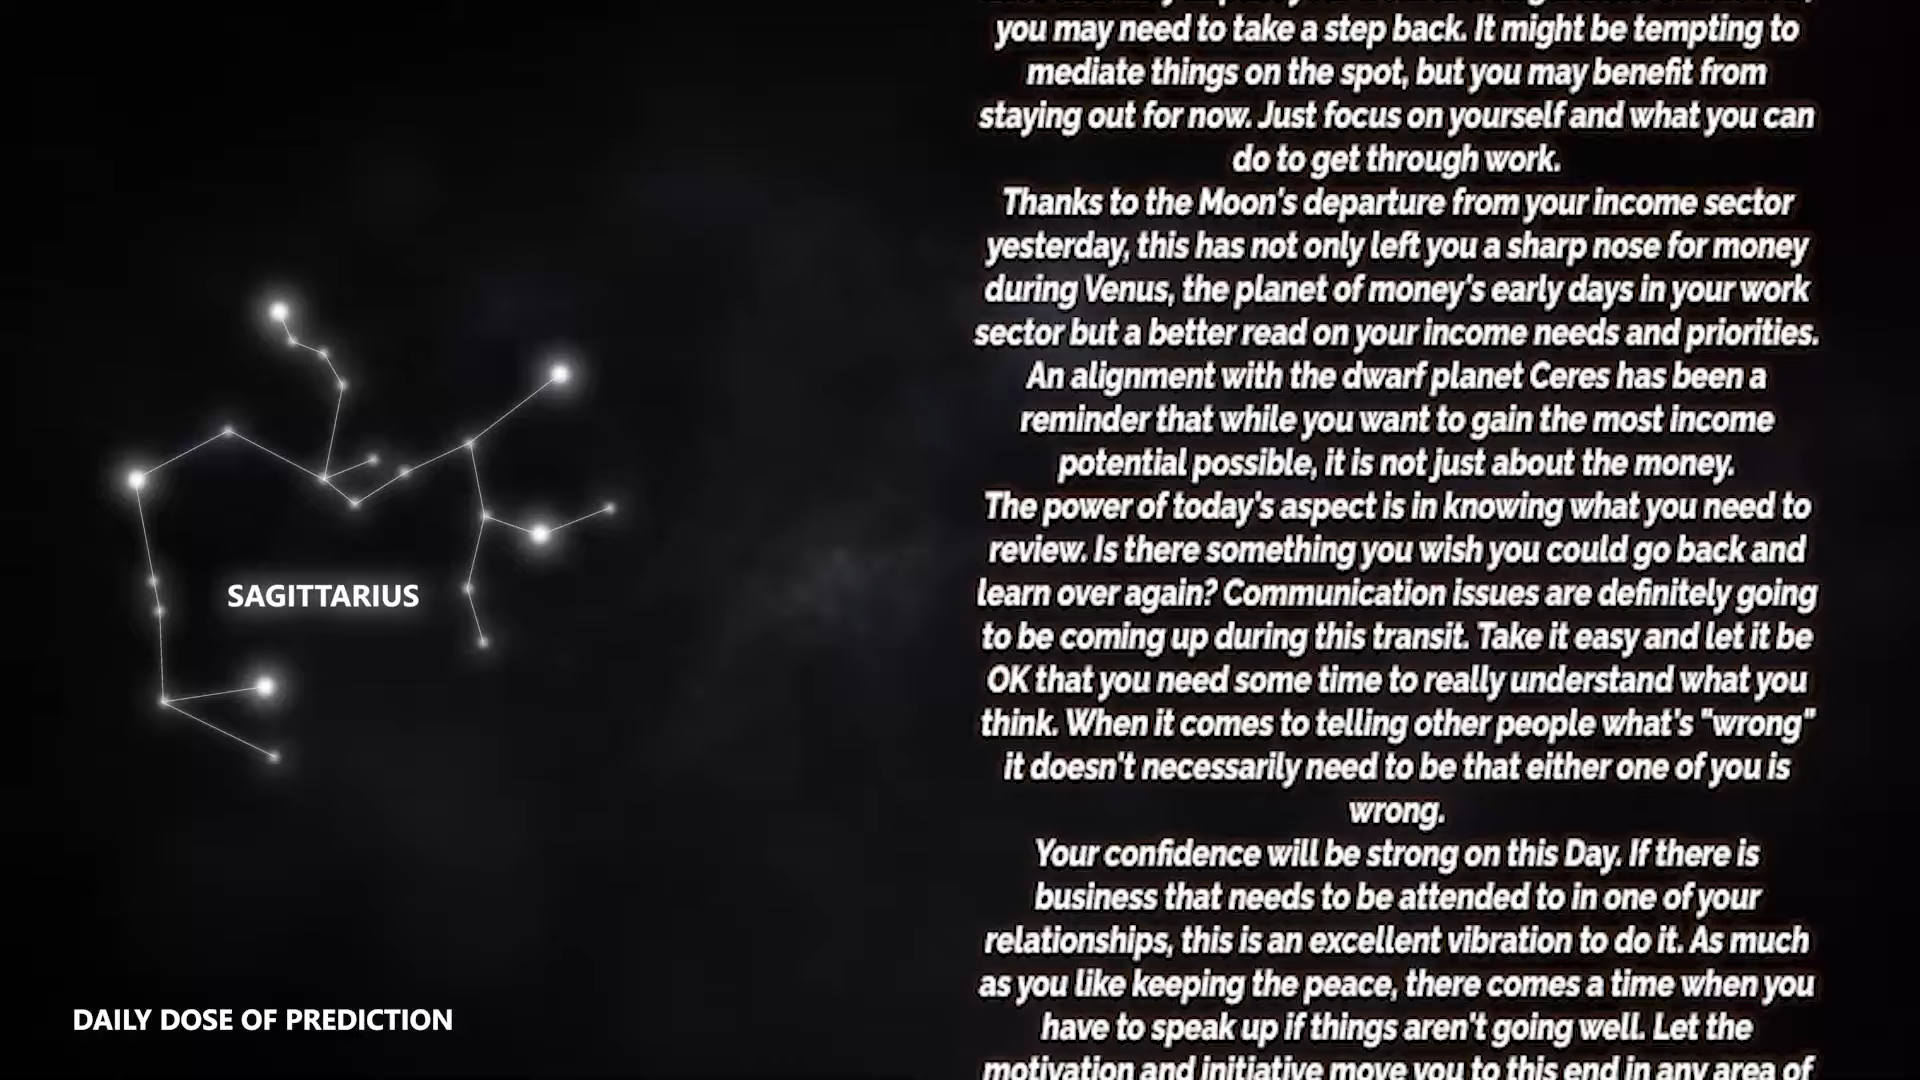 SAGITTARIUS
DAILY DOSE OF PREDICTION
you may need to take a step back. It might be tempting to
mediate things on the spot, but you may benefit from
staying out for now. Just focus on yourself and what you can
do to get through work.
Thanks to the Moon's departure from your income sector
yesterday, this has not only left you a sharp nose for money
during Venus, the planet of money's early days in your work
sector but a better read on your income needs and priorities.
An alignment with the dwarf planet Ceres has been a
reminder that while you want to gain the most income
potential possible, it is not just about the money.
The power of today's aspect is in knowing what you need to
review. Is there something you wish you could go back and
learn over again? Communication issues are definitely going
to be coming up during this transit. Take it easy and let it be
OK that you need some time to really understand what you
think. When it comes to telling other people what's "wrong"
it doesn't necessarily need to be that either one of you is
wrong.
Your confidence will be strong on this Day. If there is
business that needs to be attended to in one of your
relationships, this is an excellent vibration to do it. As much
as you like keeping the peace, there comes a time when you
have to speak up if things aren't going well. Let the
motivation and initiative move you to this end in any area of